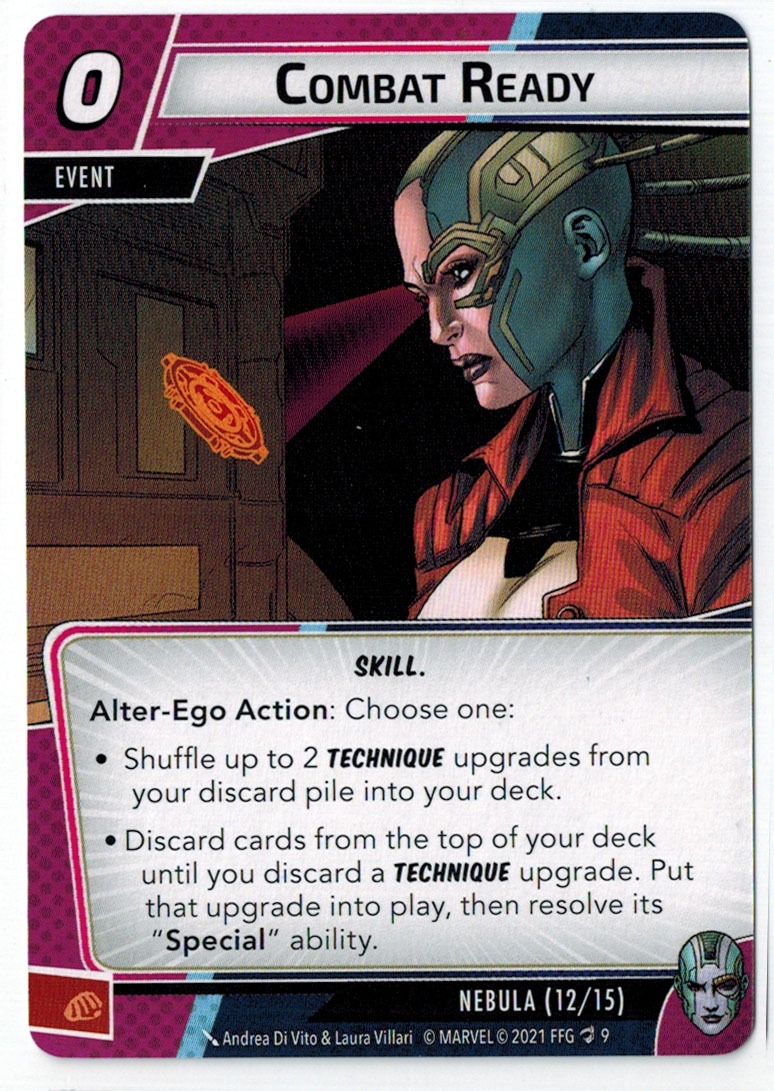 0
COMBAT READY
EVENT
SKILL.
Alter-Ego Action: Choose one:
• Shuffle up to 2 TECHNIQUE upgrades from
your discard pile into your deck.
• Discard cards from the top of your deck
until you discard a TECHNIQUE upgrade. Put
that upgrade into play, then resolve its
"Special" ability.
NEBULA (12/15)
Andrea Di Vito & Laura Villari © MARVEL © 2021 FFG 9